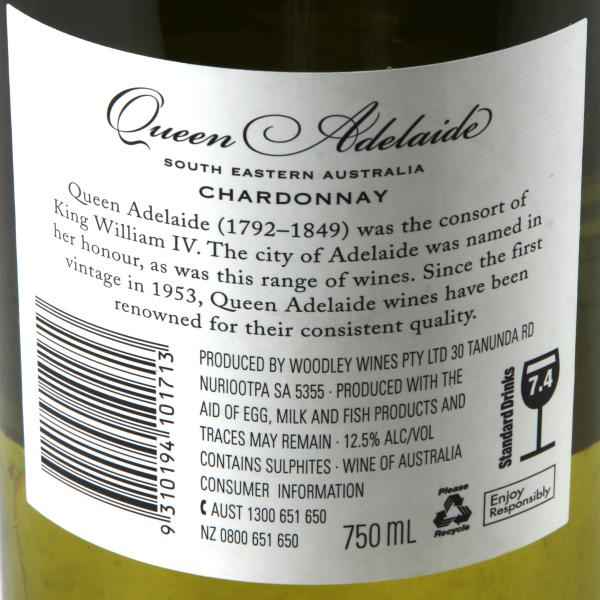 Queen Adelaide
SOUTH EASTERN AUSTRALIA
CHARDONNAY
Queen Adelaide (1792–1849) was the consort of
King William IV. The city of Adelaide was named in
her honour, as was this range of wines. Since the first
vintage in 1953, Queen Adelaide wines have been
renowned for their consistent quality.
PRODUCED BY WOODLEY WINES PTY LTD 30 TANUNDA RD
NURIOOTPA SA 5355 · PRODUCED WITH THE
AID OF EGG, MILK AND FISH PRODUCTS AND
TRACES MAY REMAIN · 12.5% ALC/VOL
CONTAINS SULPHITES · WINE OF AUSTRALIA
CONSUMER INFORMATION
AUST 1300 651 650
NZ 0800 651 650
750 ML
9 310194 101713
7.4
Standard Drinks
Please
Recycle
Enjoy
Responsibly